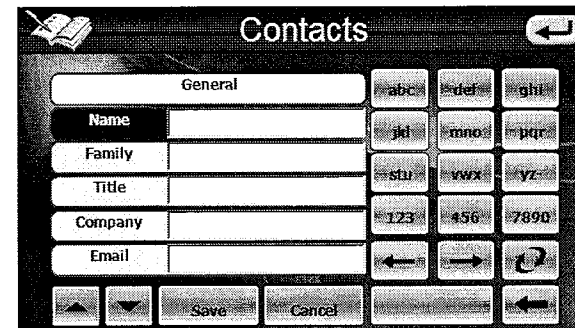 Contacts
General
Name
Family
Title
Company
Email
abc def ghi
jkl mno pqr
stu vwx yz
123 456 7890
Save Cancel